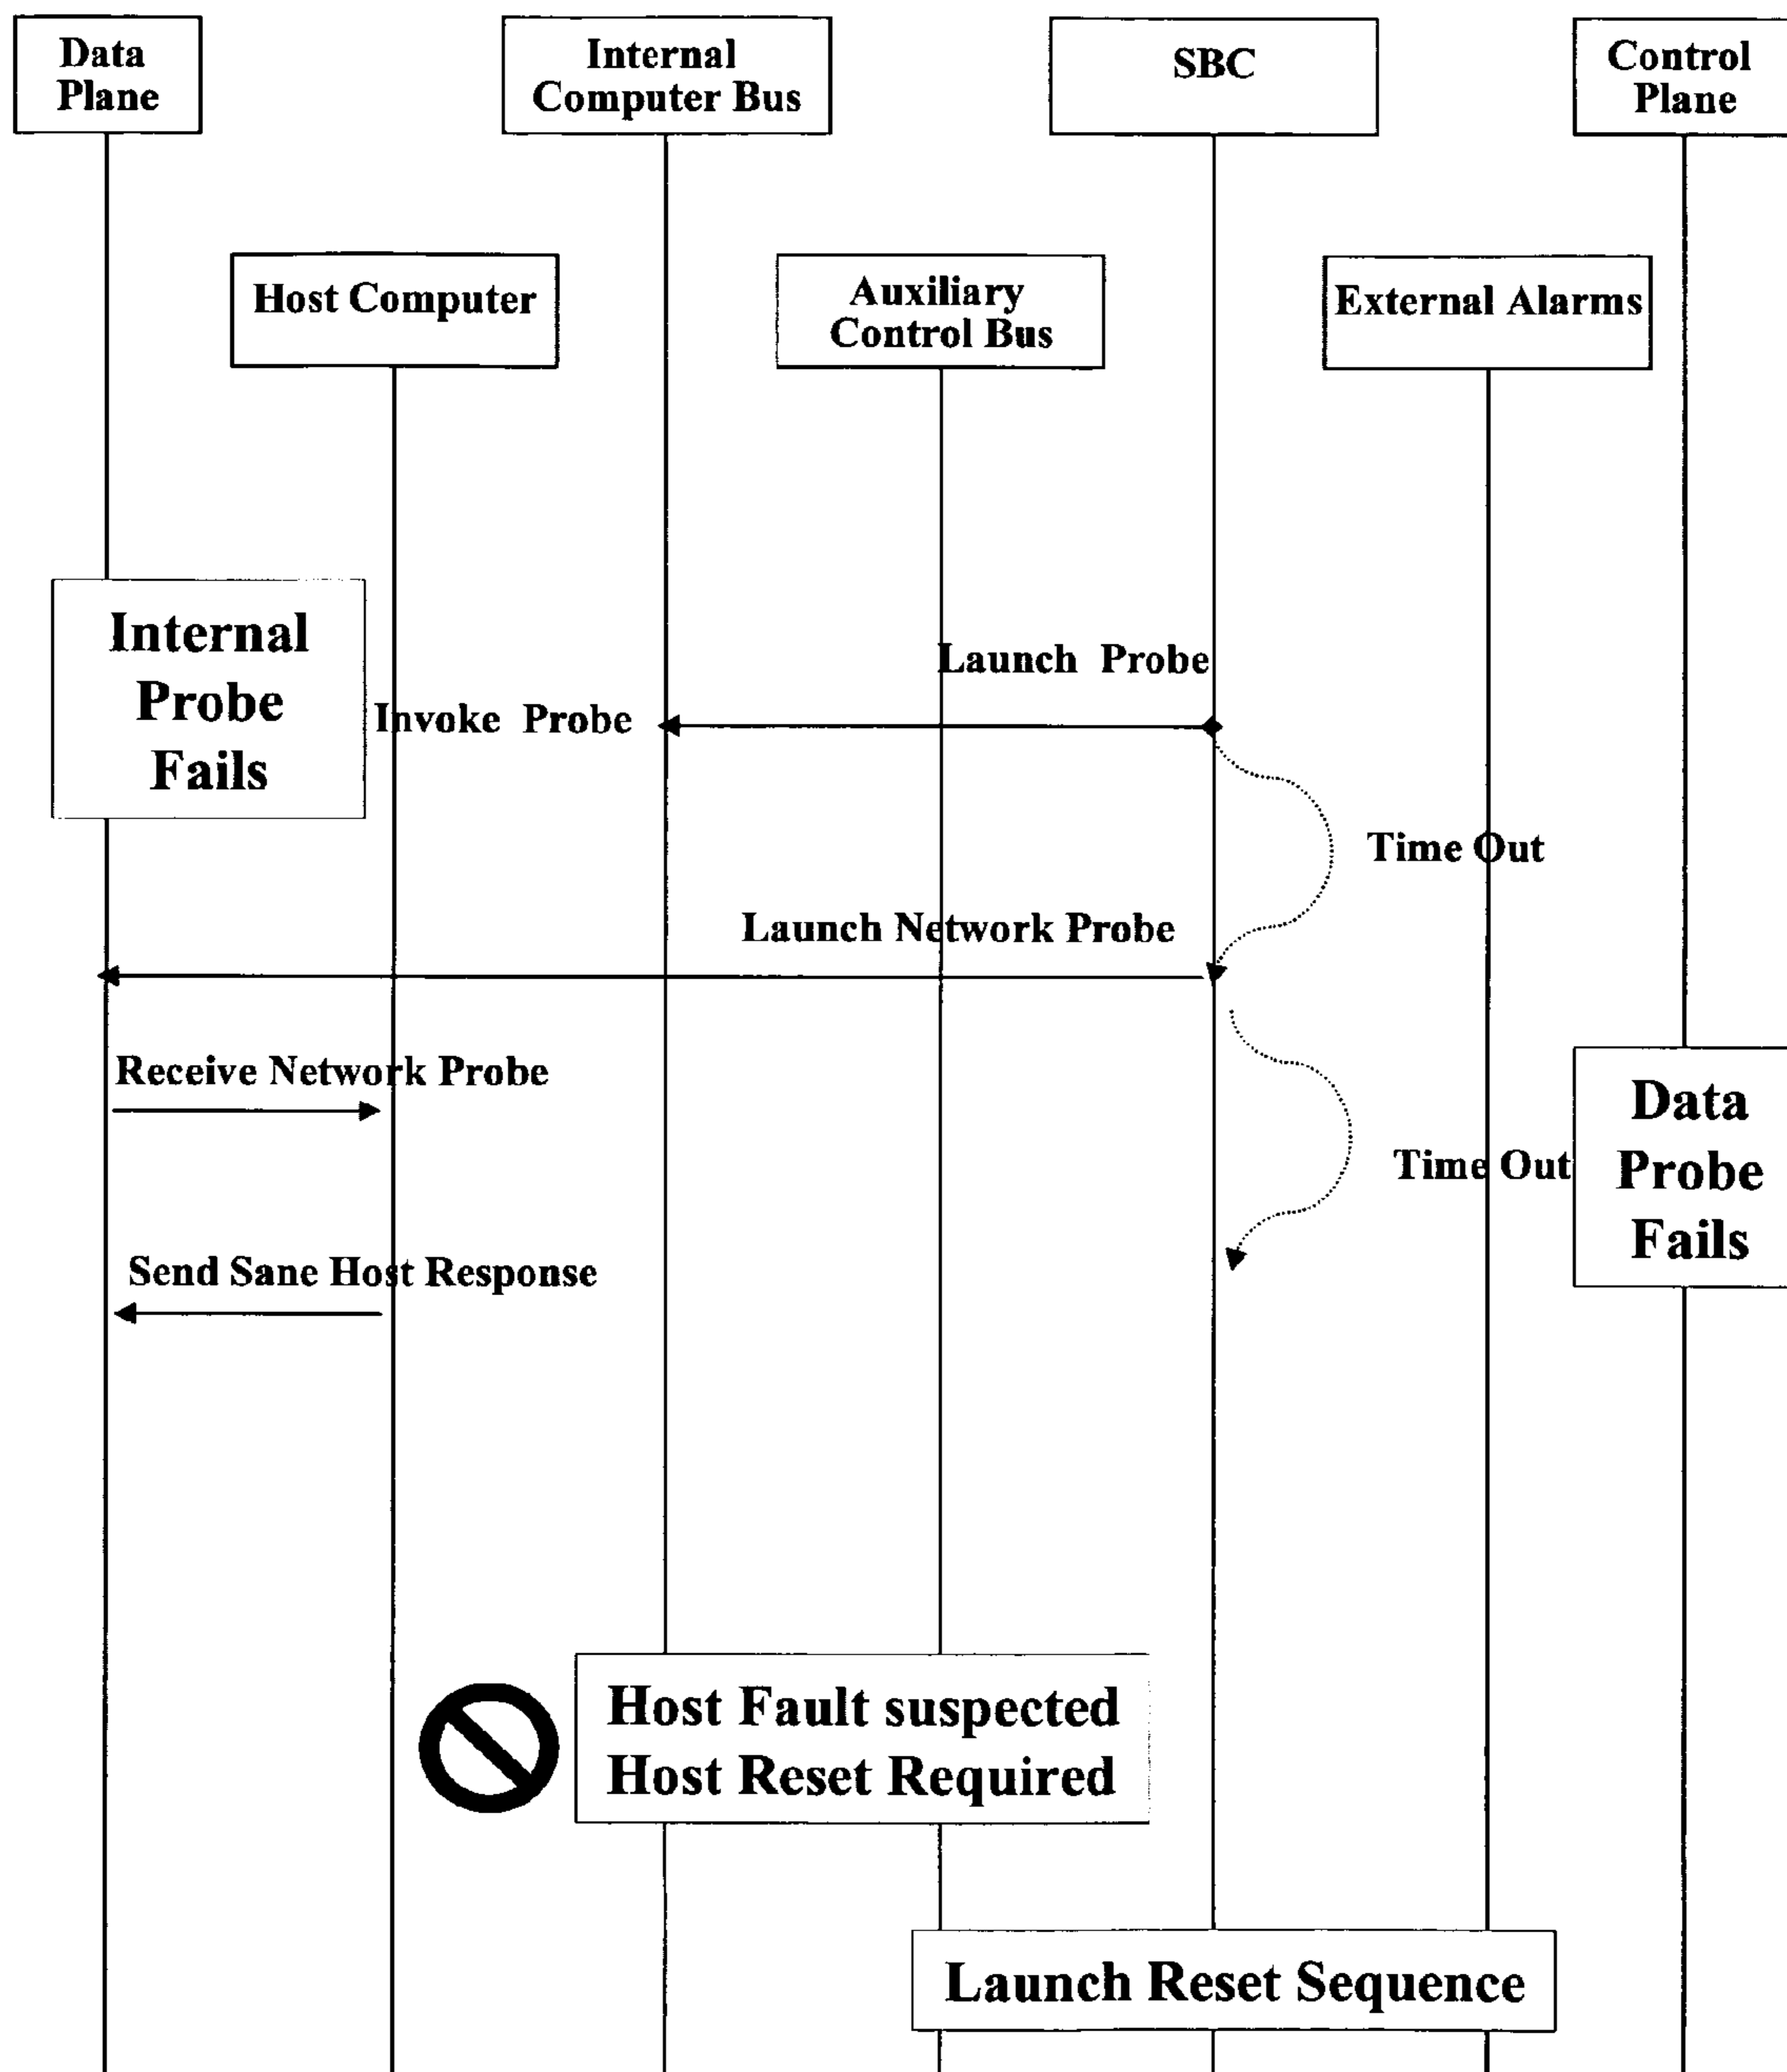 Data
Plane
Internal
Computer Bus
SBC
Control
Plane
Host Computer
Auxiliary
Control Bus
External Alarms
Internal
Probe
Fails
Launch Probe
Invoke Probe
Time Out
Launch Network Probe
Receive Network Probe
Data
Probe
Fails
Time Out
Send Sane Host Response
Host Fault suspected
Host Reset Required
Launch Reset Sequence